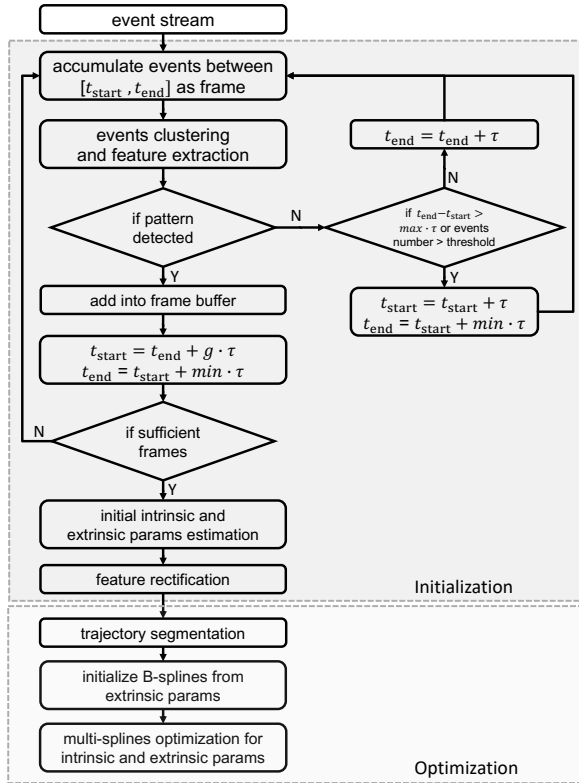 event stream
accumulate events between
[t_start , t_end] as frame
events clustering
and feature extraction
t_end = t_end + τ
N
if pattern
detected
N
if t_end−t_start >
max · τ or events
number > threshold
Y
Y
add into frame buffer
t_start = t_start + τ
t_end = t_start + min · τ
t_start = t_end + g · τ
t_end = t_start + min · τ
N
if sufficient
frames
Y
initial intrinsic and
extrinsic params estimation
feature rectification
Initialization
trajectory segmentation
initialize B-splines from
extrinsic params
multi-splines optimization for
intrinsic and extrinsic params
Optimization